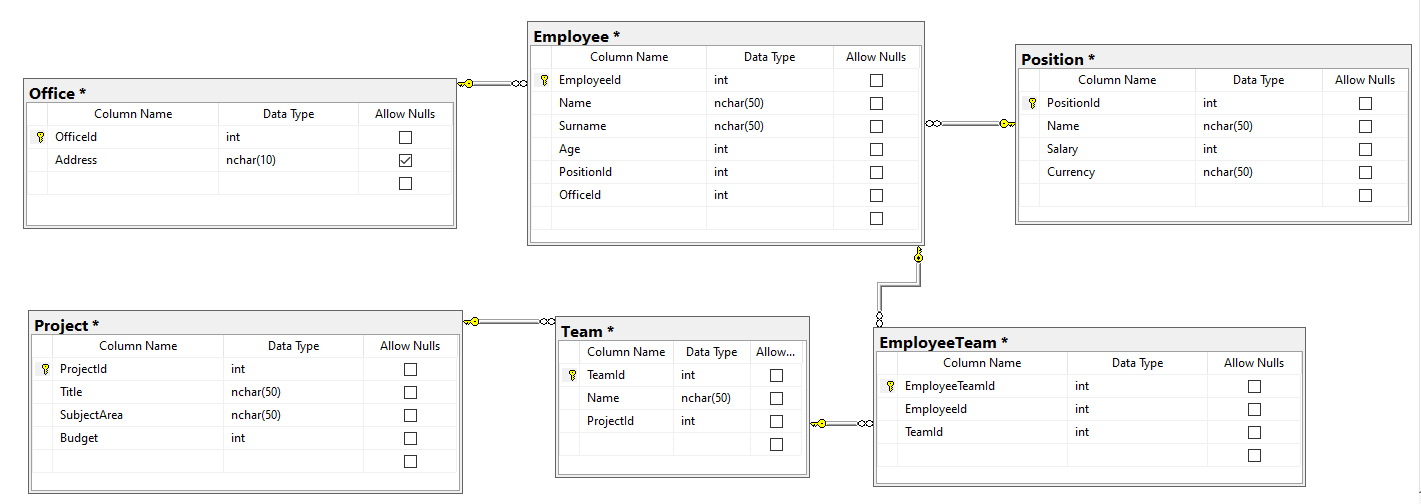 Employee *
Column Name Data Type Allow Nulls
EmployeeId int
Name nchar(50)
Surname nchar(50)
Age int
PositionId int
OfficeId int
Position *
Column Name Data Type Allow Nulls
PositionId int
Name nchar(50)
Salary int
Currency nchar(50)
Office *
Column Name Data Type Allow Nulls
OfficeId int
Address nchar(10)
Project *
Column Name Data Type Allow Nulls
ProjectId int
Title nchar(50)
SubjectArea nchar(50)
Budget int
Team *
Column Name Data Type Allow...
TeamId int
Name nchar(50)
ProjectId int
EmployeeTeam *
Column Name Data Type Allow Nulls
EmployeeTeamId int
EmployeeId int
TeamId int